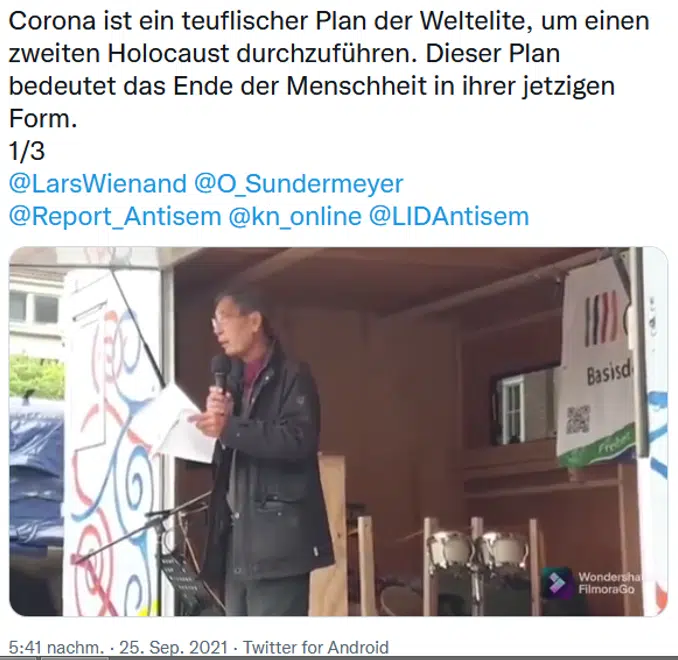 Corona ist ein teuflischer Plan der Weltelite, um einen
zweiten Holocaust durchzuführen. Dieser Plan
bedeutet das Ende der Menschheit in ihrer jetzigen
Form.
1/3
@LarsWienand @O_Sundermeyer
@Report_Antisem @kn_online @LIDAntisem
Basisd
Freihei
Wondersha
FilmoraGo
5:41 nachm. · 25. Sep. 2021 · Twitter for Android